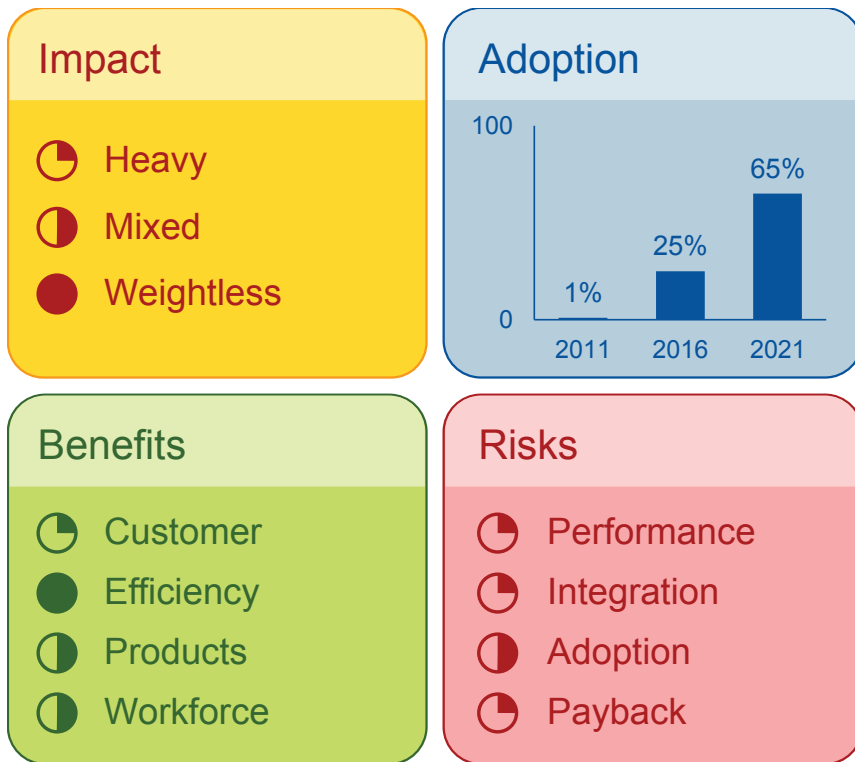 Impact
Heavy
Mixed
Weightless
Adoption
100
65%
25%
1%
0
2011 2016 2021
Benefits
Customer
Efficiency
Products
Workforce
Risks
Performance
Integration
Adoption
Payback